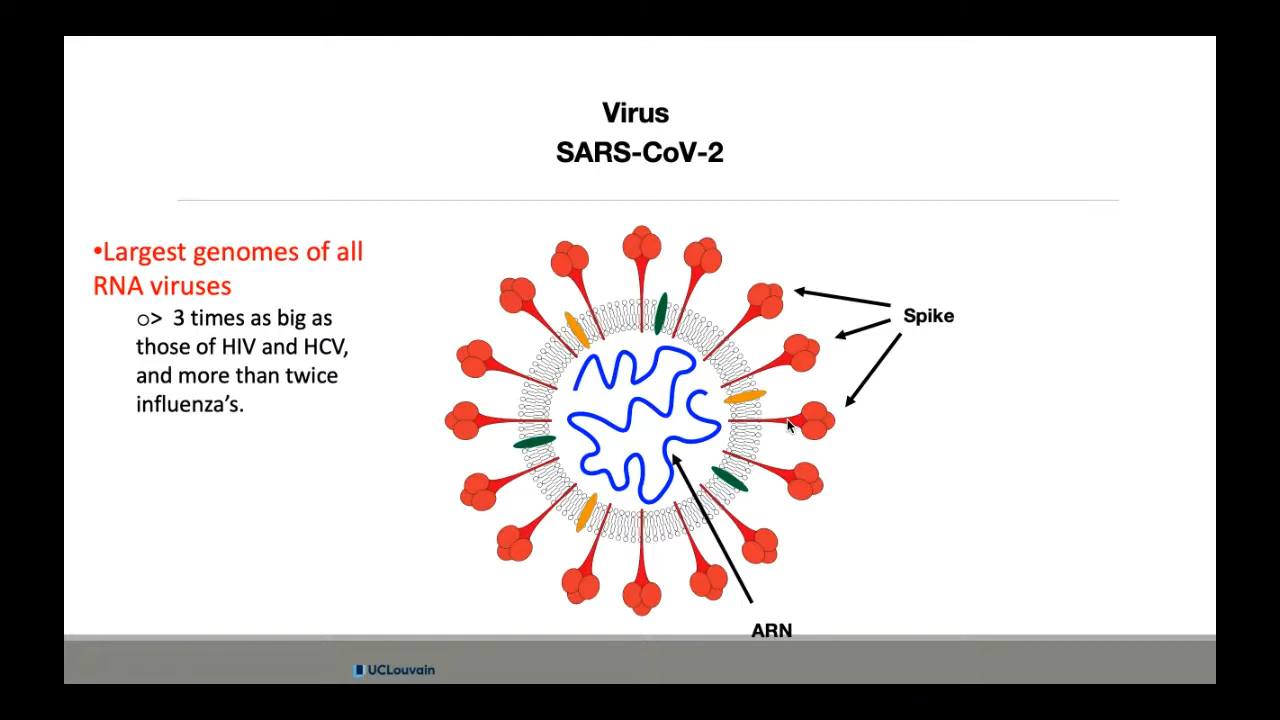 Virus
SARS-CoV-2
•Largest genomes of all
RNA viruses
o> 3 times as big as
those of HIV and HCV,
and more than twice
influenza’s.
Spike
ARN
UCLouvain